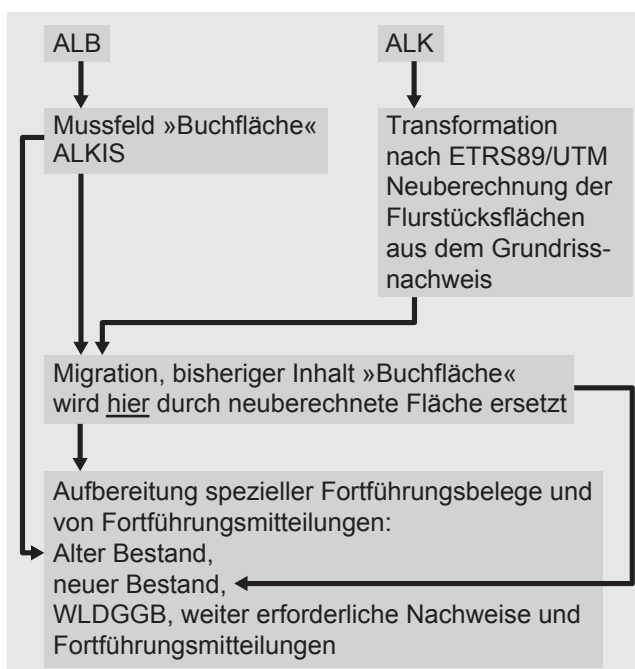 ALB
ALK
Mussfeld »Buchfläche«
ALKIS
Transformation
nach ETRS89/UTM
Neuberechnung der
Flurstücksflächen
aus dem Grundriss-
nachweis
Migration, bisheriger Inhalt »Buchfläche«
wird hier durch neuberechnete Fläche ersetzt
Aufbereitung spezieller Fortführungsbelege und
von Fortführungsmitteilungen:
Alter Bestand,
neuer Bestand,
WLDGGB, weiter erforderliche Nachweise und
Fortführungsmitteilungen